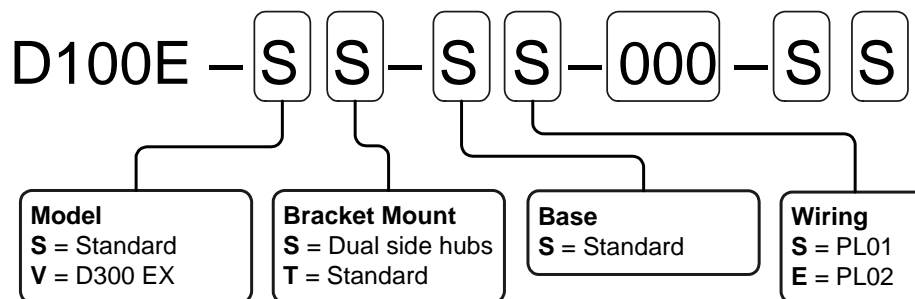 D100E – S S – S S – 000 – S S
Model
S = Standard
V = D300 EX
Bracket Mount
S = Dual side hubs
T = Standard
Base
S = Standard
Wiring
S = PL01
E = PL02